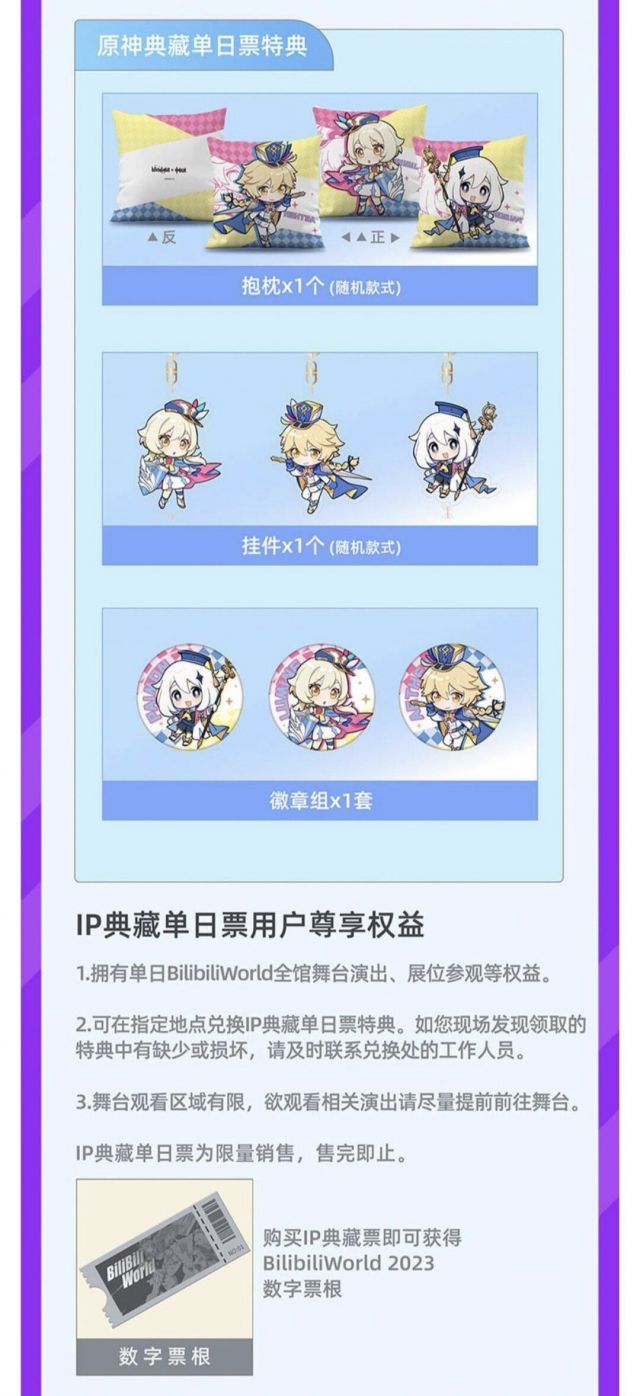 原神典藏单日票特典
▲反
◀▲正▶
抱枕x1个 (随机款式)
挂件x1个 (随机款式)
PAIMON
LUMINE
AETHER
徽章组x1套
IP典藏单日票用户尊享权益
1.拥有单日BilibiliWorld全馆舞台演出、展位参观等权益。
2.可在指定地点兑换IP典藏单日票特典。如您现场发现领取的
特典中有缺少或损坏，请及时联系兑换处的工作人员。
3.舞台观看区域有限，欲观看相关演出请尽量提前前往舞台。
IP典藏单日票为限量销售，售完即止。
BiliBili
World
NO·01
购买IP典藏票即可获得
BilibiliWorld 2023
数字票根
数字票根